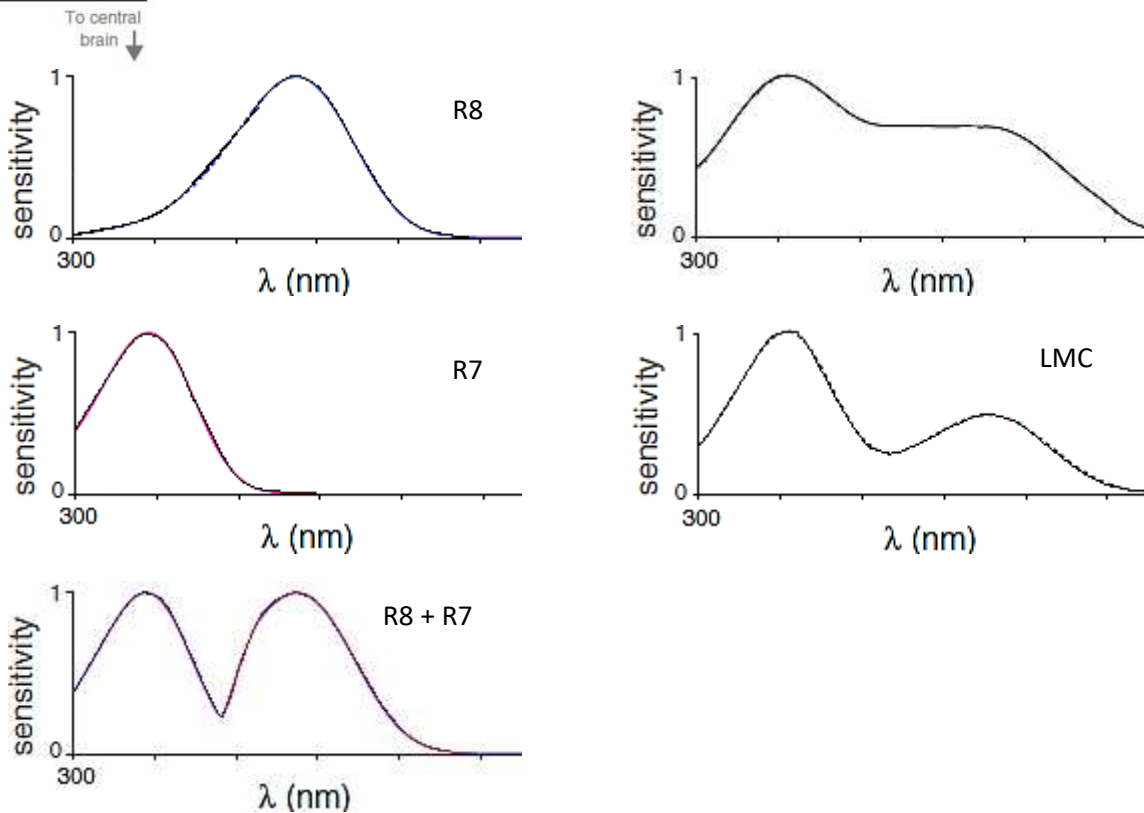 To central
brain
1
sensitivity
0
300
λ (nm)
R8
1
sensitivity
0
300
λ (nm)
1
sensitivity
0
300
λ (nm)
R7
1
sensitivity
0
300
λ (nm)
LMC
1
sensitivity
0
300
λ (nm)
R8 + R7